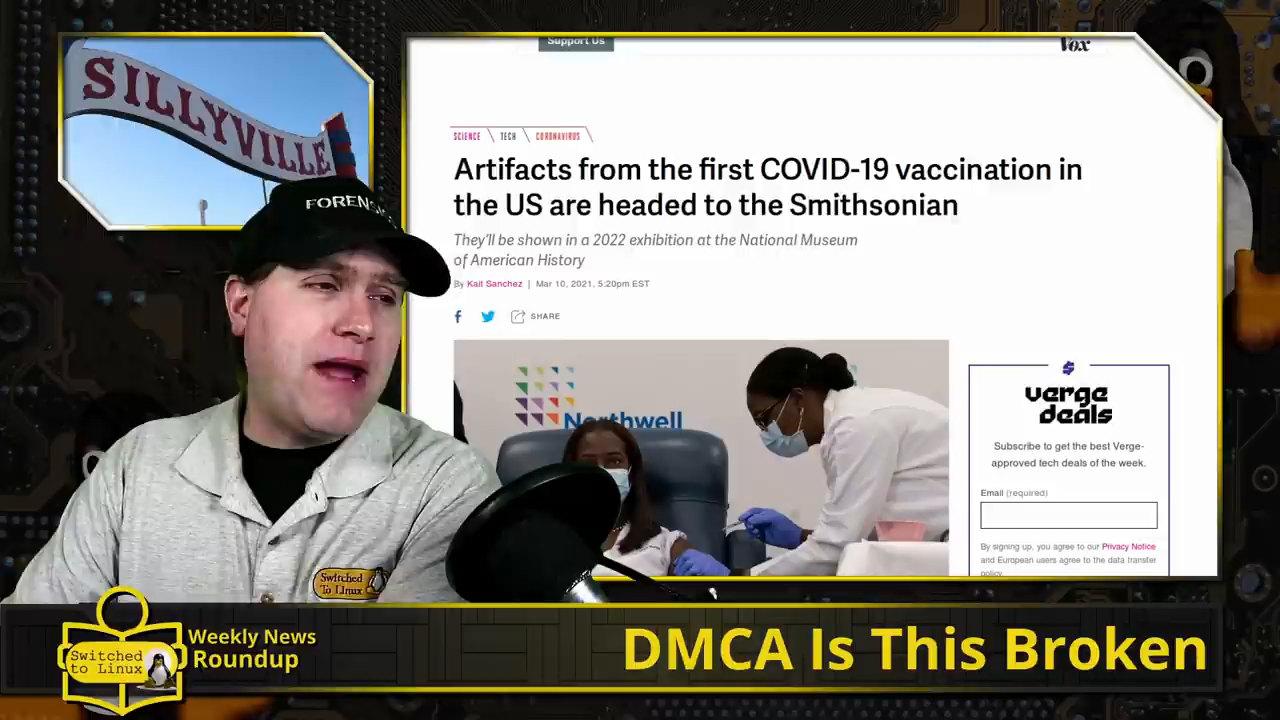 SILLYVILLE
FORENSIC
Support Us
Vox
SCIENCE TECH CORONAVIRUS
Artifacts from the first COVID-19 vaccination in
the US are headed to the Smithsonian
They'll be shown in a 2022 exhibition at the National Museum
of American History
By Kait Sanchez | Mar 10, 2021, 5:20pm EST
SHARE
Northwell
verge
deals
Subscribe to get the best Verge-
approved tech deals of the week.
Email (required)
By signing up, you agree to our Privacy Notice
and European users agree to the data transfer
policy.
Switched
To Linux
Switched
to Linux
Weekly News
Roundup
DMCA Is This Broken